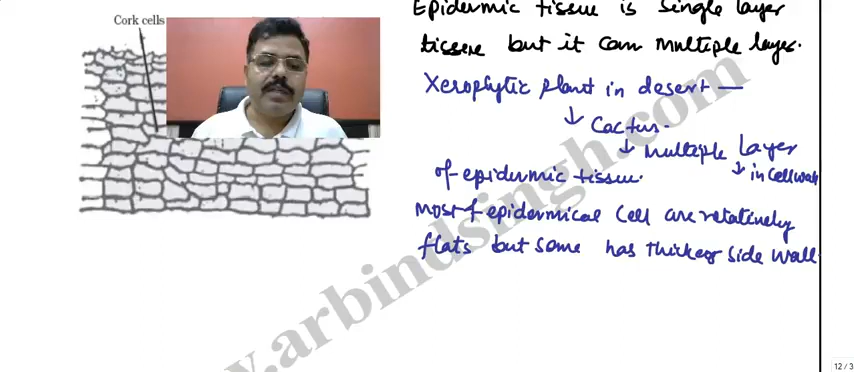 Cork cells
Epidermic tissue is single layer
tissue but it can multiple layer.
Xerophytic plant in desert —
↓ Cactus.
↓ multiple Layer
of epidermic tissue. ↓ in cell wall
most of epidermical cell are relatively
flats but some has thicker side wall.
www.arbindsingh.com
12 / 3